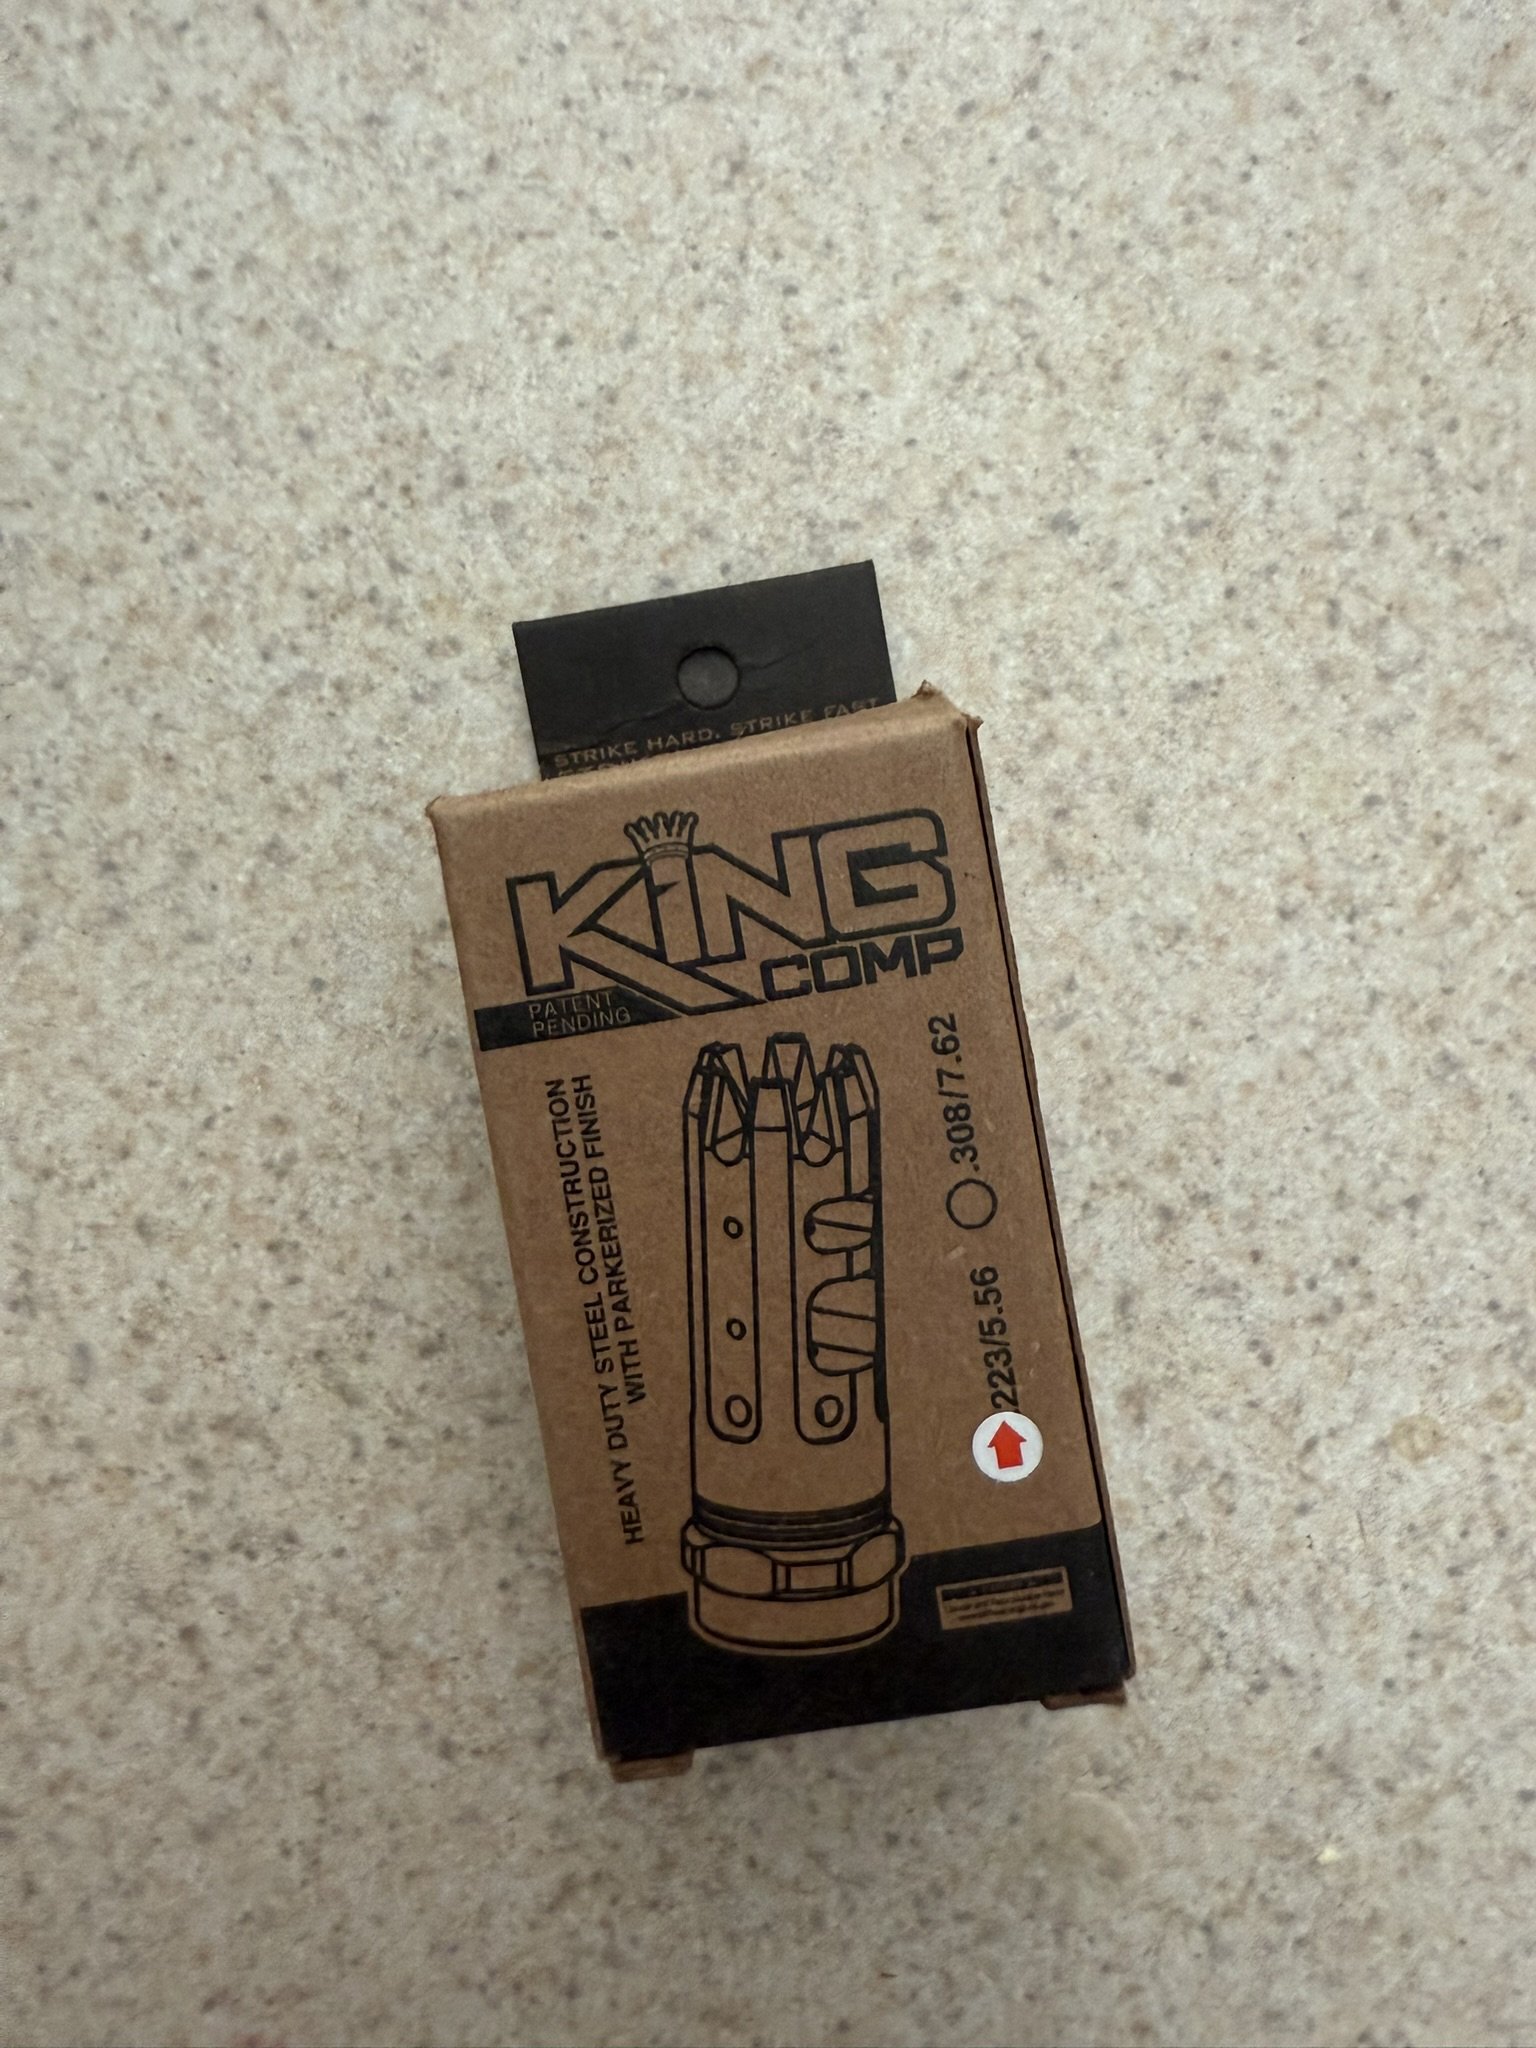 STRIKE HARD, STRIKE FAST
KING
COMP
PATENT
PENDING
HEAVY DUTY STEEL CONSTRUCTION
WITH PARKERIZED FINISH
223/5.56
.308/7.62